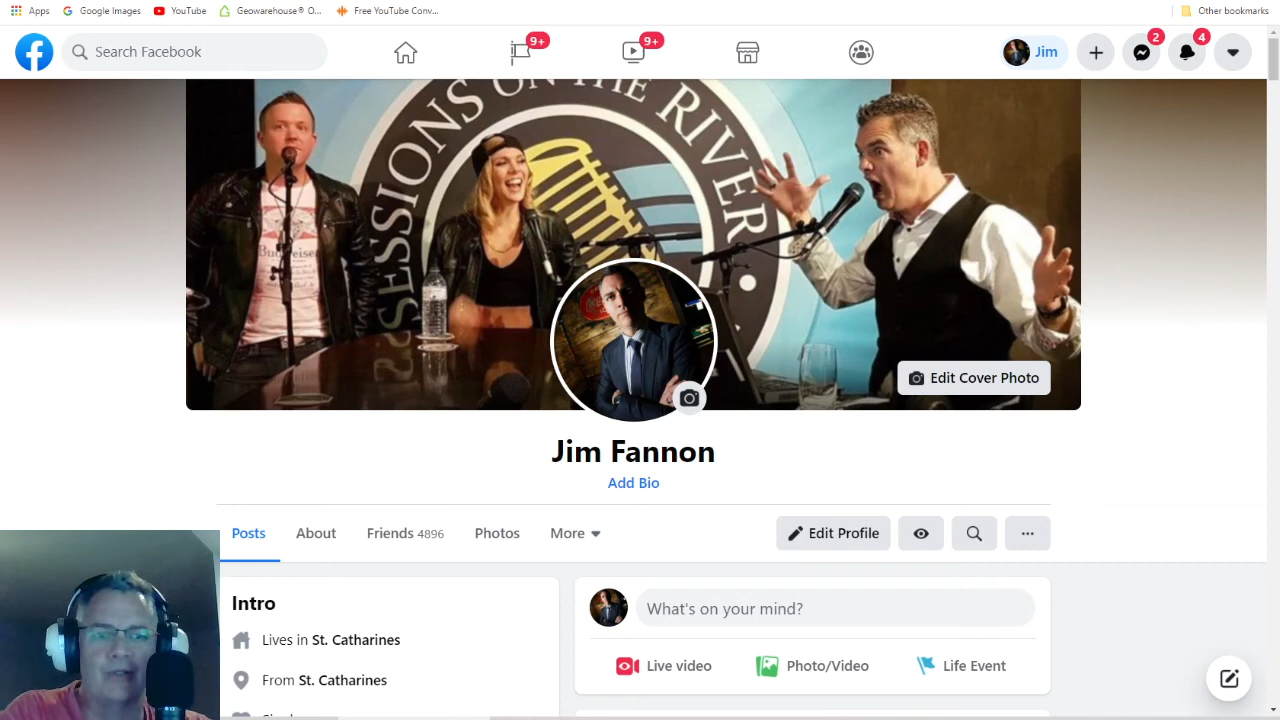 Apps Google Images YouTube Geowarehouse® O... Free YouTube Conv... Other bookmarks
Search Facebook 9+ 9+ Jim 2 4
SESSIONS ON THE RIVER
Budweiser
Jim Fannon
Edit Cover Photo
Add Bio
Posts About Friends 4896 Photos More Edit Profile
Intro
What's on your mind?
Lives in St. Catharines
Live video Photo/Video Life Event
From St. Catharines